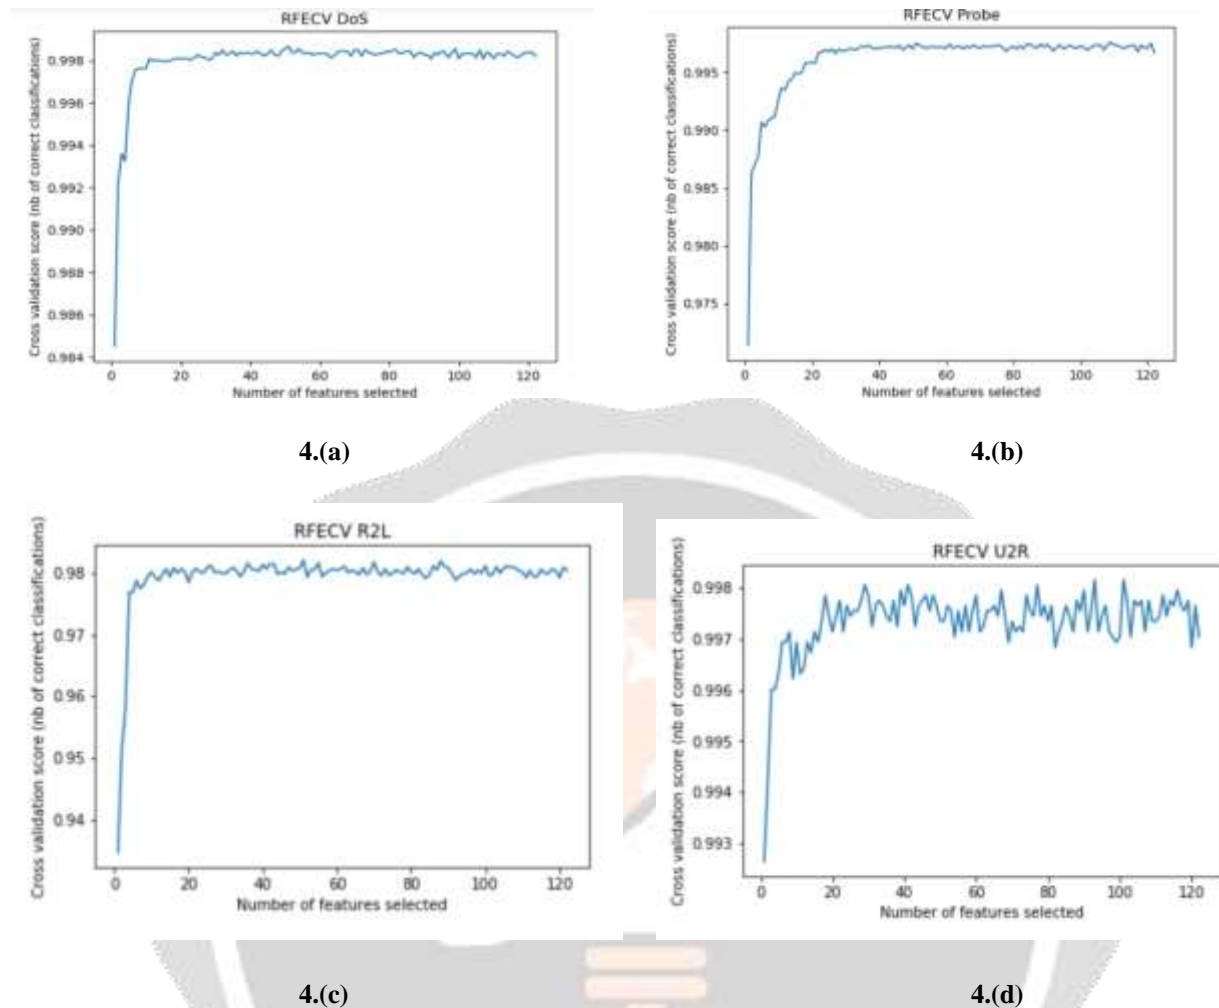 RFECV DoS
Cross validation score (nb of correct classifications)
0.998
0.996
0.994
0.992
0.990
0.988
0.986
0.984
0 20 40 60 80 100 120
Number of features selected
4.(a)
RFECV Probe
Cross validation score (nb of correct classifications)
0.995
0.990
0.985
0.980
0.975
0 20 40 60 80 100 120
Number of features selected
4.(b)
RFECV R2L
Cross validation score (nb of correct classifications)
0.98
0.97
0.96
0.95
0.94
0 20 40 60 80 100 120
Number of features selected
4.(c)
RFECV U2R
Cross validation score (nb of correct classifications)
0.998
0.997
0.996
0.995
0.994
0.993
0 20 40 60 80 100 120
Number of features selected
4.(d)